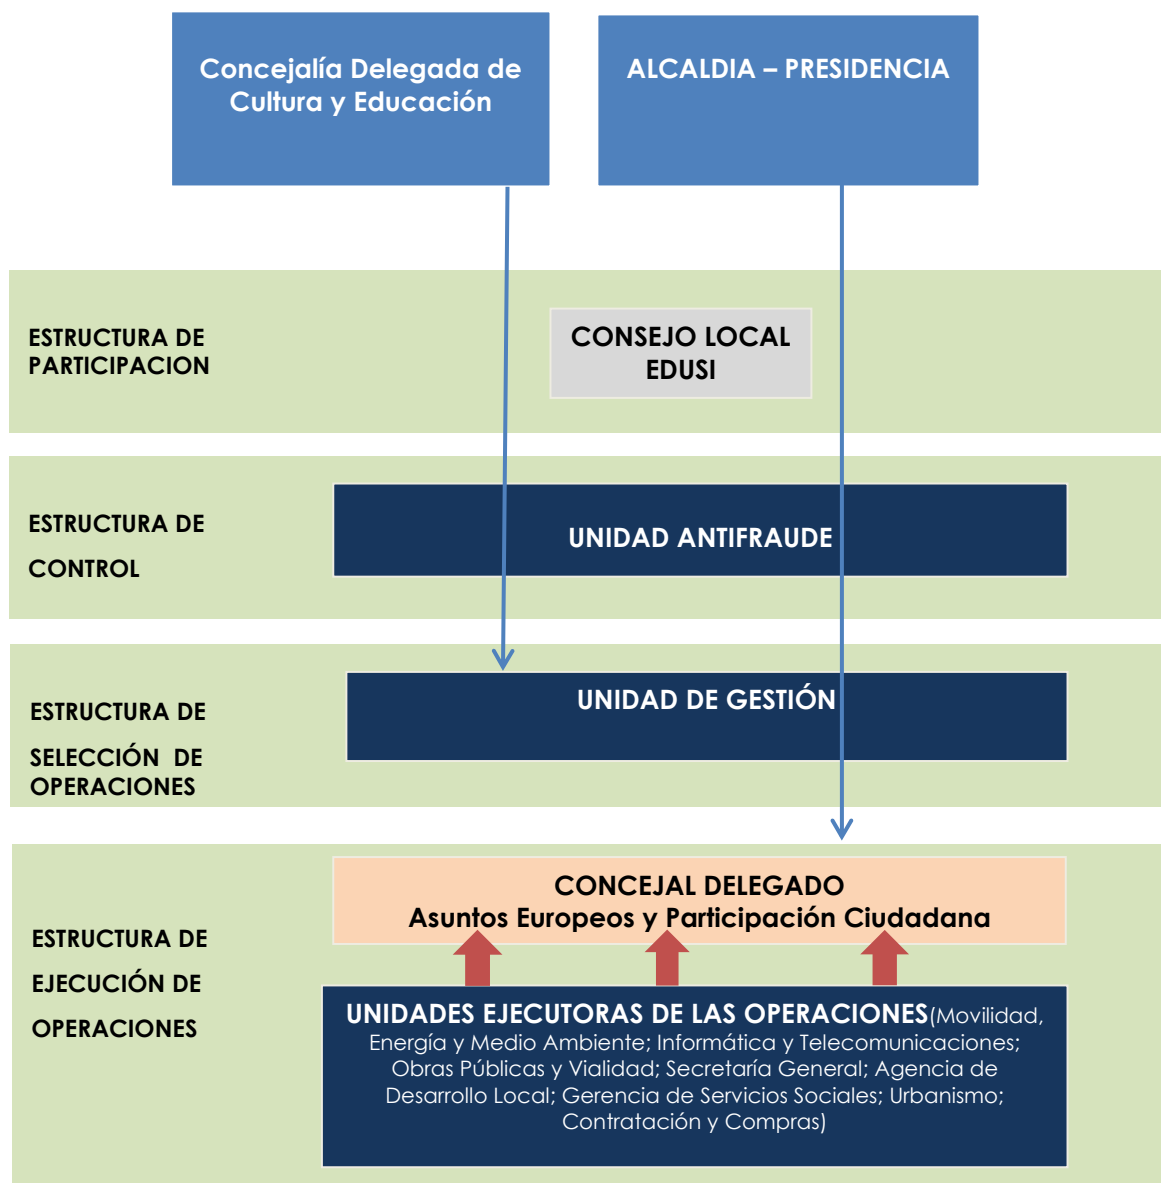 Concejalía Delegada de
Cultura y Educación
ALCALDIA – PRESIDENCIA
ESTRUCTURA DE
PARTICIPACION
CONSEJO LOCAL
EDUSI
ESTRUCTURA DE
CONTROL
UNIDAD ANTIFRAUDE
ESTRUCTURA DE
SELECCIÓN DE
OPERACIONES
UNIDAD DE GESTIÓN
ESTRUCTURA DE
EJECUCIÓN DE
OPERACIONES
CONCEJAL DELEGADO
Asuntos Europeos y Participación Ciudadana
UNIDADES EJECUTORAS DE LAS OPERACIONES(Movilidad,
Energía y Medio Ambiente; Informática y Telecomunicaciones;
Obras Públicas y Vialidad; Secretaría General; Agencia de
Desarrollo Local; Gerencia de Servicios Sociales; Urbanismo;
Contratación y Compras)